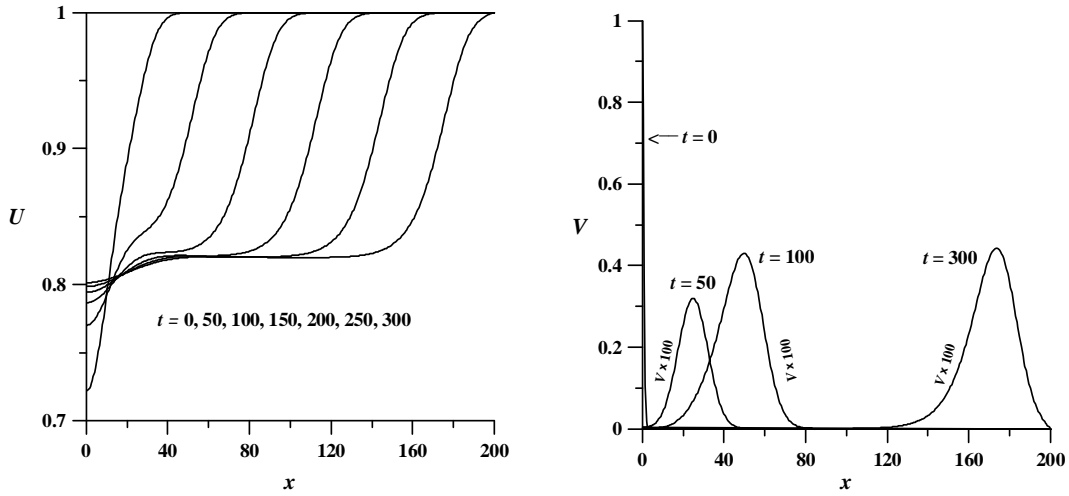 1
0.9
U
0.8
0.7
0 40 80 120 160 200
x
t = 0, 50, 100, 150, 200, 250, 300
1
0.8
0.6
V
0.4
0.2
0
0 40 80 120 160 200
x
t = 0
t = 50
t = 100
t = 300
V × 100
V × 100
V × 100